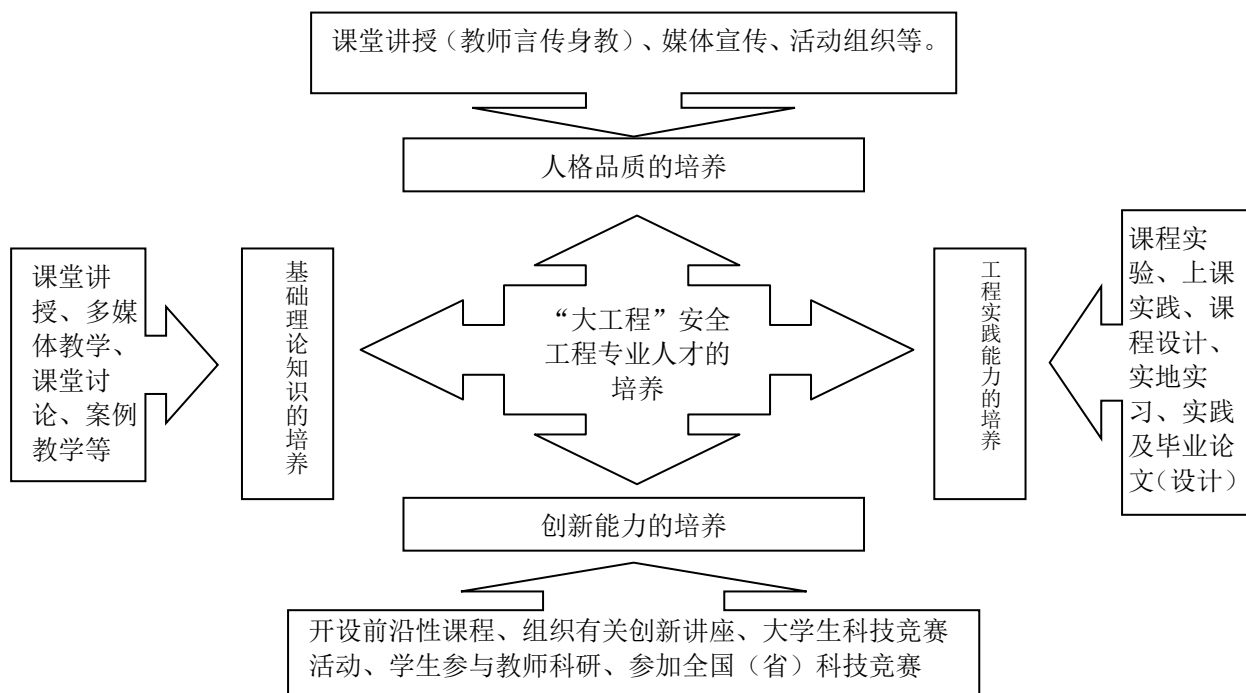 课堂讲授（教师言传身教）、媒体宣传、活动组织等。
人格品质的培养
课堂讲
授、多媒
体教学、
课堂讨
论、案例
教学等
基础理论知识的培养
“大工程”安全
工程专业人才的
培养
工程实践能力的培养
课程实
验、上课
实践、课
程设计、
实地实
习、实践
及毕业论
文（设计）
创新能力的培养
开设前沿性课程、组织有关创新讲座、大学生科技竞赛
活动、学生参与教师科研、参加全国（省）科技竞赛